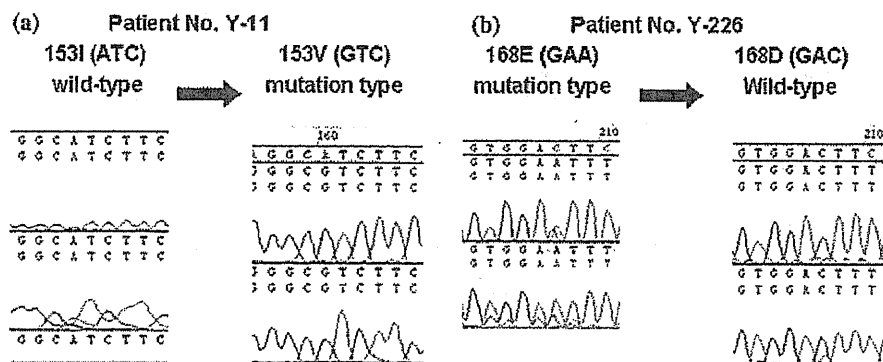 (a) Patient No. Y-11
153I (ATC)
wild-type
153V (GTC)
mutation type
(b) Patient No. Y-226
168E (GAA)
mutation type
168D (GAC)
Wild-type
G G C A T C T T C
G G C A T C T T C
G G C A T C T T C
G G C A T C T T C
G G C A T C T T C
160
G G C A T C T T C
G G G C G T C T T C
G G G C G T C T T C
G G C G T C T T C
G G G C G T C T T C
210
G T G G A C T T C
G T G G A A T T T
G T G G A A T T T
G T G G A A T T T
G T G G A A T T T
210
G T G G A C T T C
G T G G A C T T T
G T G G A C T T T
G T G G A C T T T
G T G G A C T T T